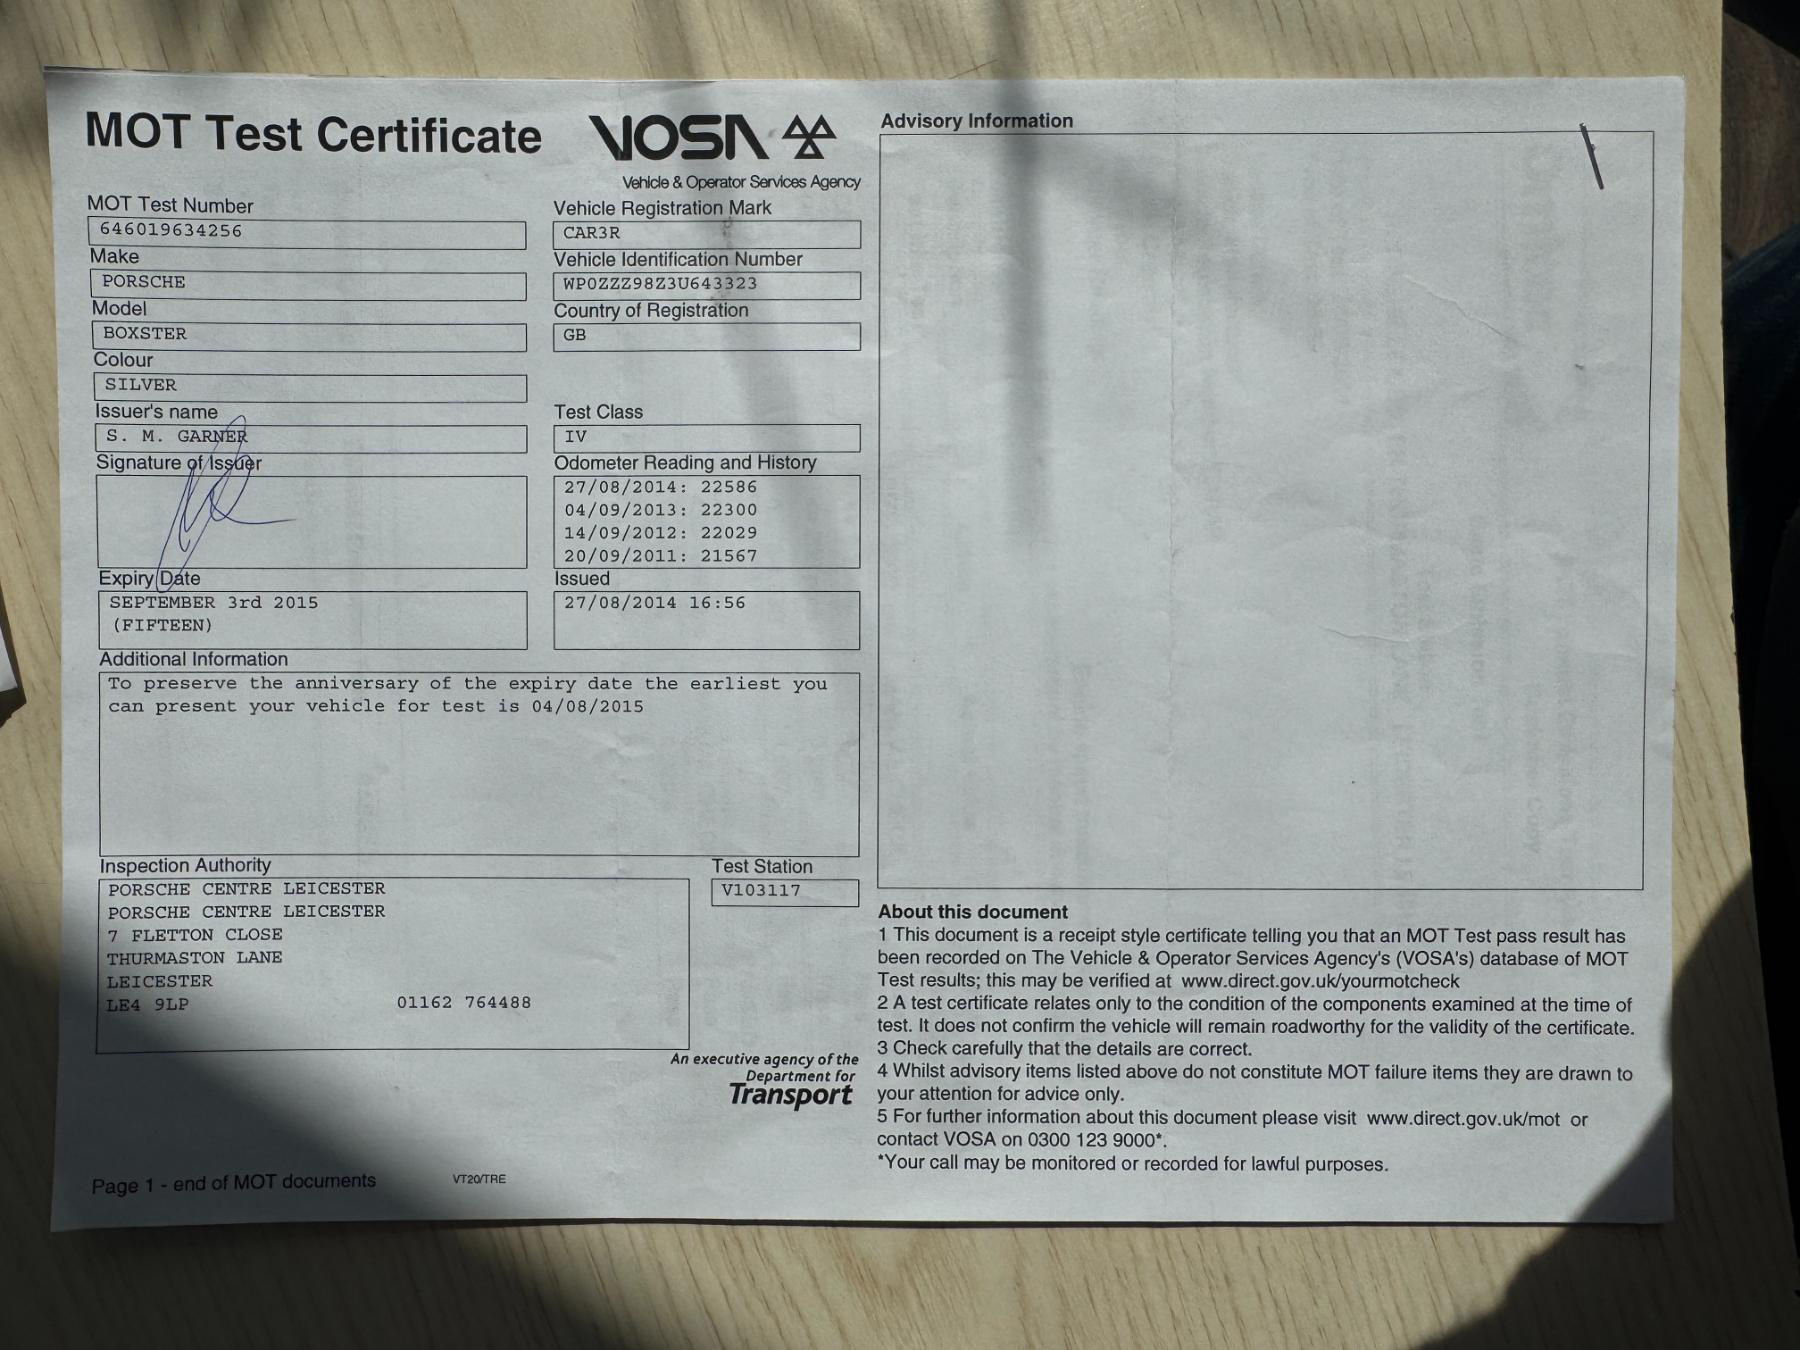 MOT Test Certificate
VOSA
Vehicle & Operator Services Agency
MOT Test Number
646019634256
Vehicle Registration Mark
CAR3R
Make
PORSCHE
Vehicle Identification Number
WP0ZZZ98Z3U643323
Model
BOXSTER
Country of Registration
GB
Colour
SILVER
Issuer's name
S. M. GARNER
Test Class
IV
Signature of Issuer
Odometer Reading and History
27/08/2014: 22586
04/09/2013: 22300
14/09/2012: 22029
20/09/2011: 21567
Expiry Date
SEPTEMBER 3rd 2015
(FIFTEEN)
Issued
27/08/2014 16:56
Additional Information
To preserve the anniversary of the expiry date the earliest you
can present your vehicle for test is 04/08/2015
Inspection Authority
PORSCHE CENTRE LEICESTER
PORSCHE CENTRE LEICESTER
7 FLETTON CLOSE
THURMASTON LANE
LEICESTER
LE4 9LP 01162 764488
Test Station
V103117
An executive agency of the
Department for
Transport
Page 1 - end of MOT documents
VT20/TRE
Advisory Information
About this document
1 This document is a receipt style certificate telling you that an MOT Test pass result has
been recorded on The Vehicle & Operator Services Agency's (VOSA's) database of MOT
Test results; this may be verified at www.direct.gov.uk/yourmotcheck
2 A test certificate relates only to the condition of the components examined at the time of
test. It does not confirm the vehicle will remain roadworthy for the validity of the certificate.
3 Check carefully that the details are correct.
4 Whilst advisory items listed above do not constitute MOT failure items they are drawn to
your attention for advice only.
5 For further information about this document please visit www.direct.gov.uk/mot or
contact VOSA on 0300 123 9000*.
*Your call may be monitored or recorded for lawful purposes.